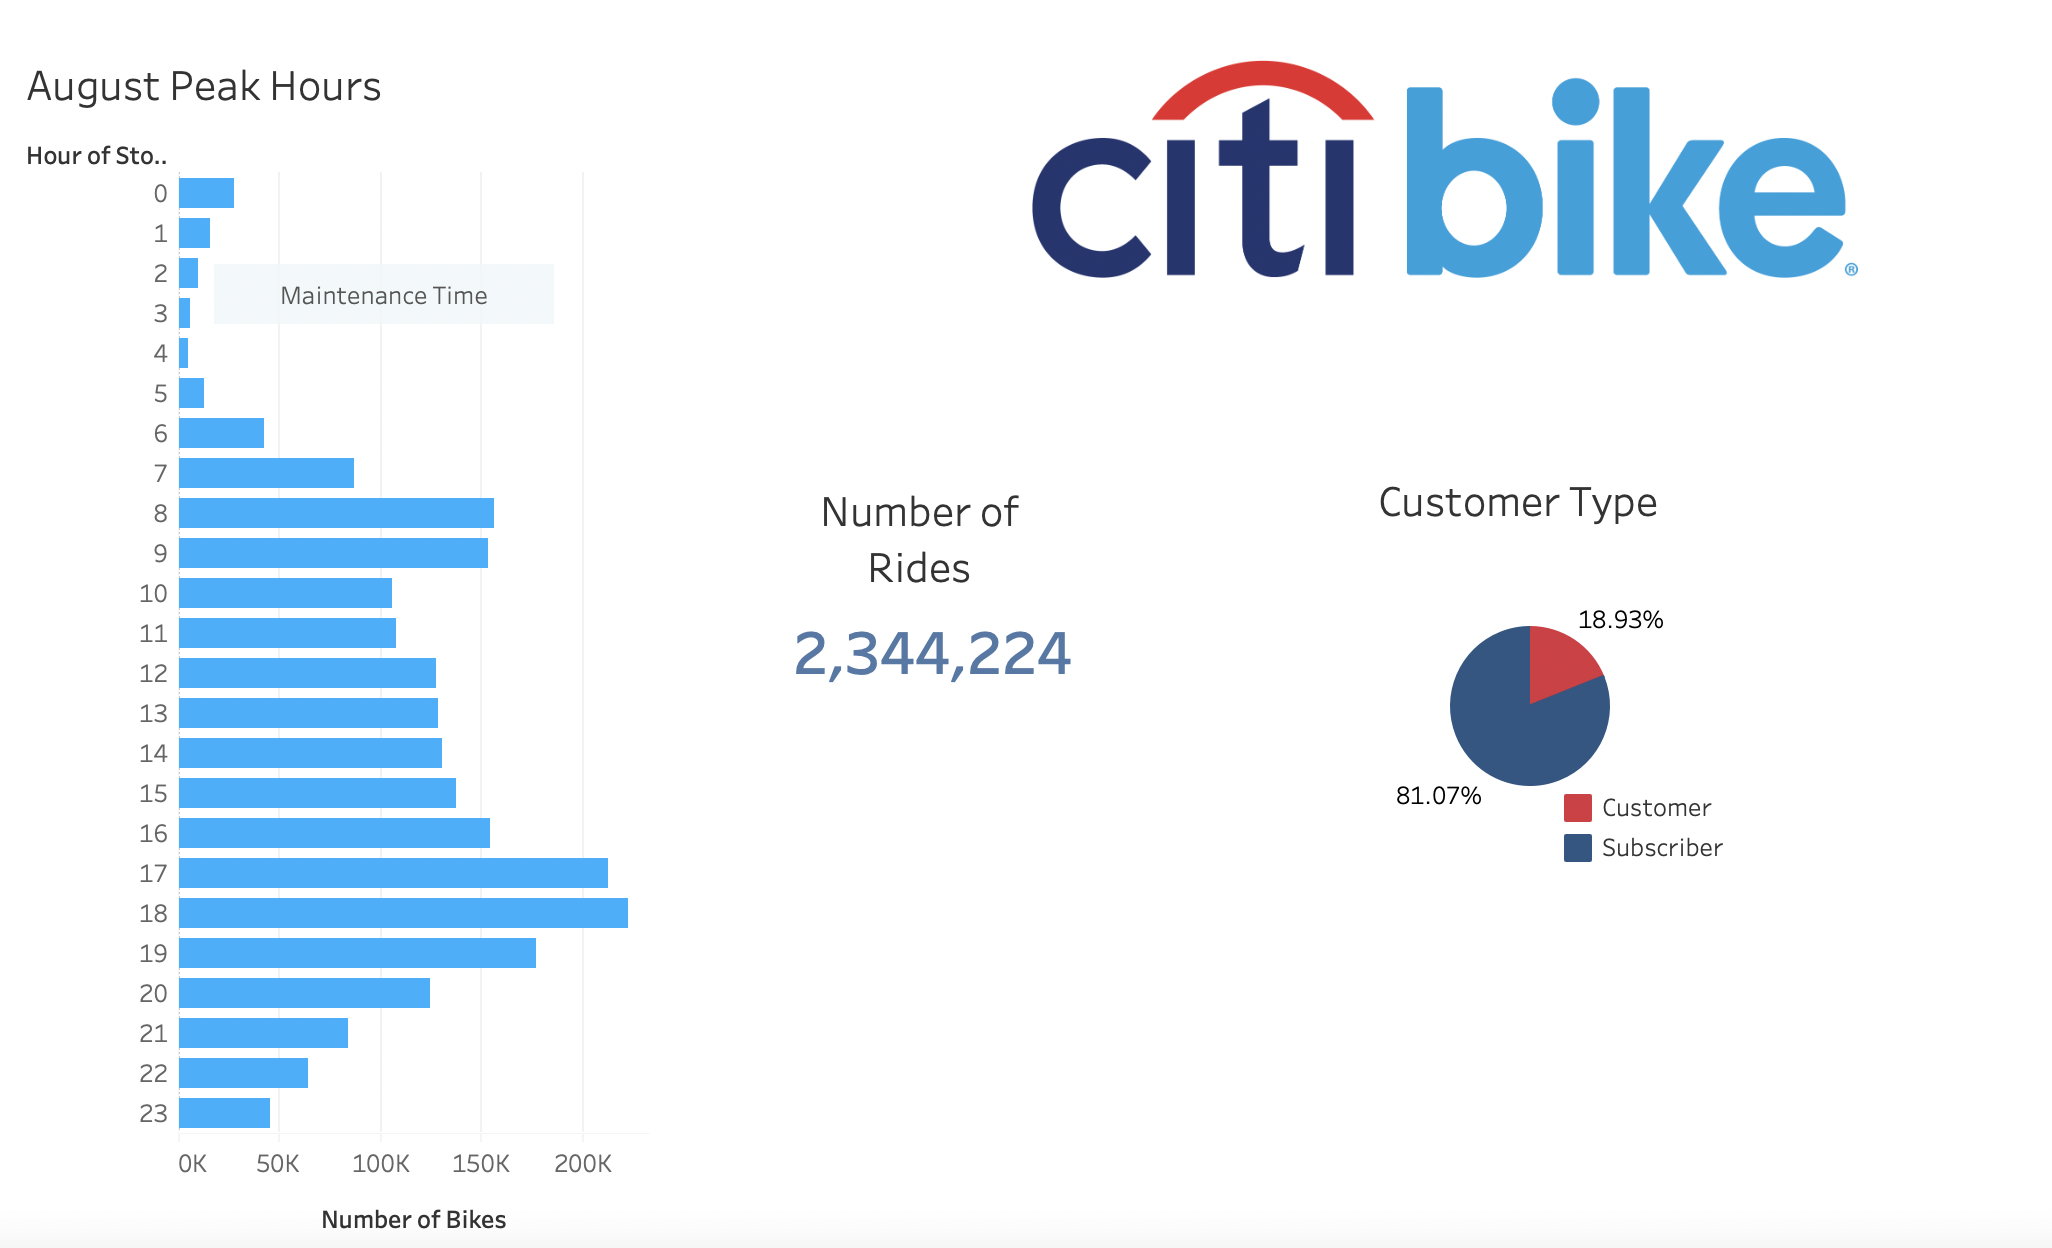 August Peak Hours
Hour of Sto..
0
1
2
3
4
5
6
7
8
9
10
11
12
13
14
15
16
17
18
19
20
21
22
23
Maintenance Time
0K 50K 100K 150K 200K
Number of Bikes
citi bike®
Number of
Rides
2,344,224
Customer Type
18.93%
81.07%
Customer
Subscriber